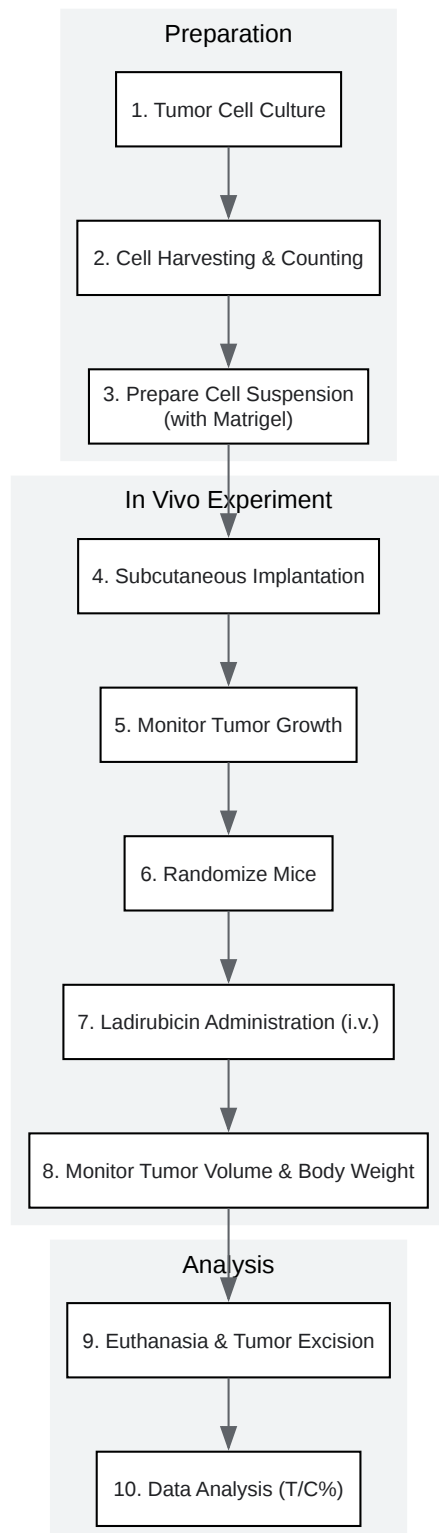 Preparation
1. Tumor Cell Culture
2. Cell Harvesting & Counting
3. Prepare Cell Suspension
(with Matrigel)
In Vivo Experiment
4. Subcutaneous Implantation
5. Monitor Tumor Growth
6. Randomize Mice
7. Ladirubicin Administration (i.v.)
8. Monitor Tumor Volume & Body Weight
Analysis
9. Euthanasia & Tumor Excision
10. Data Analysis (T/C%)